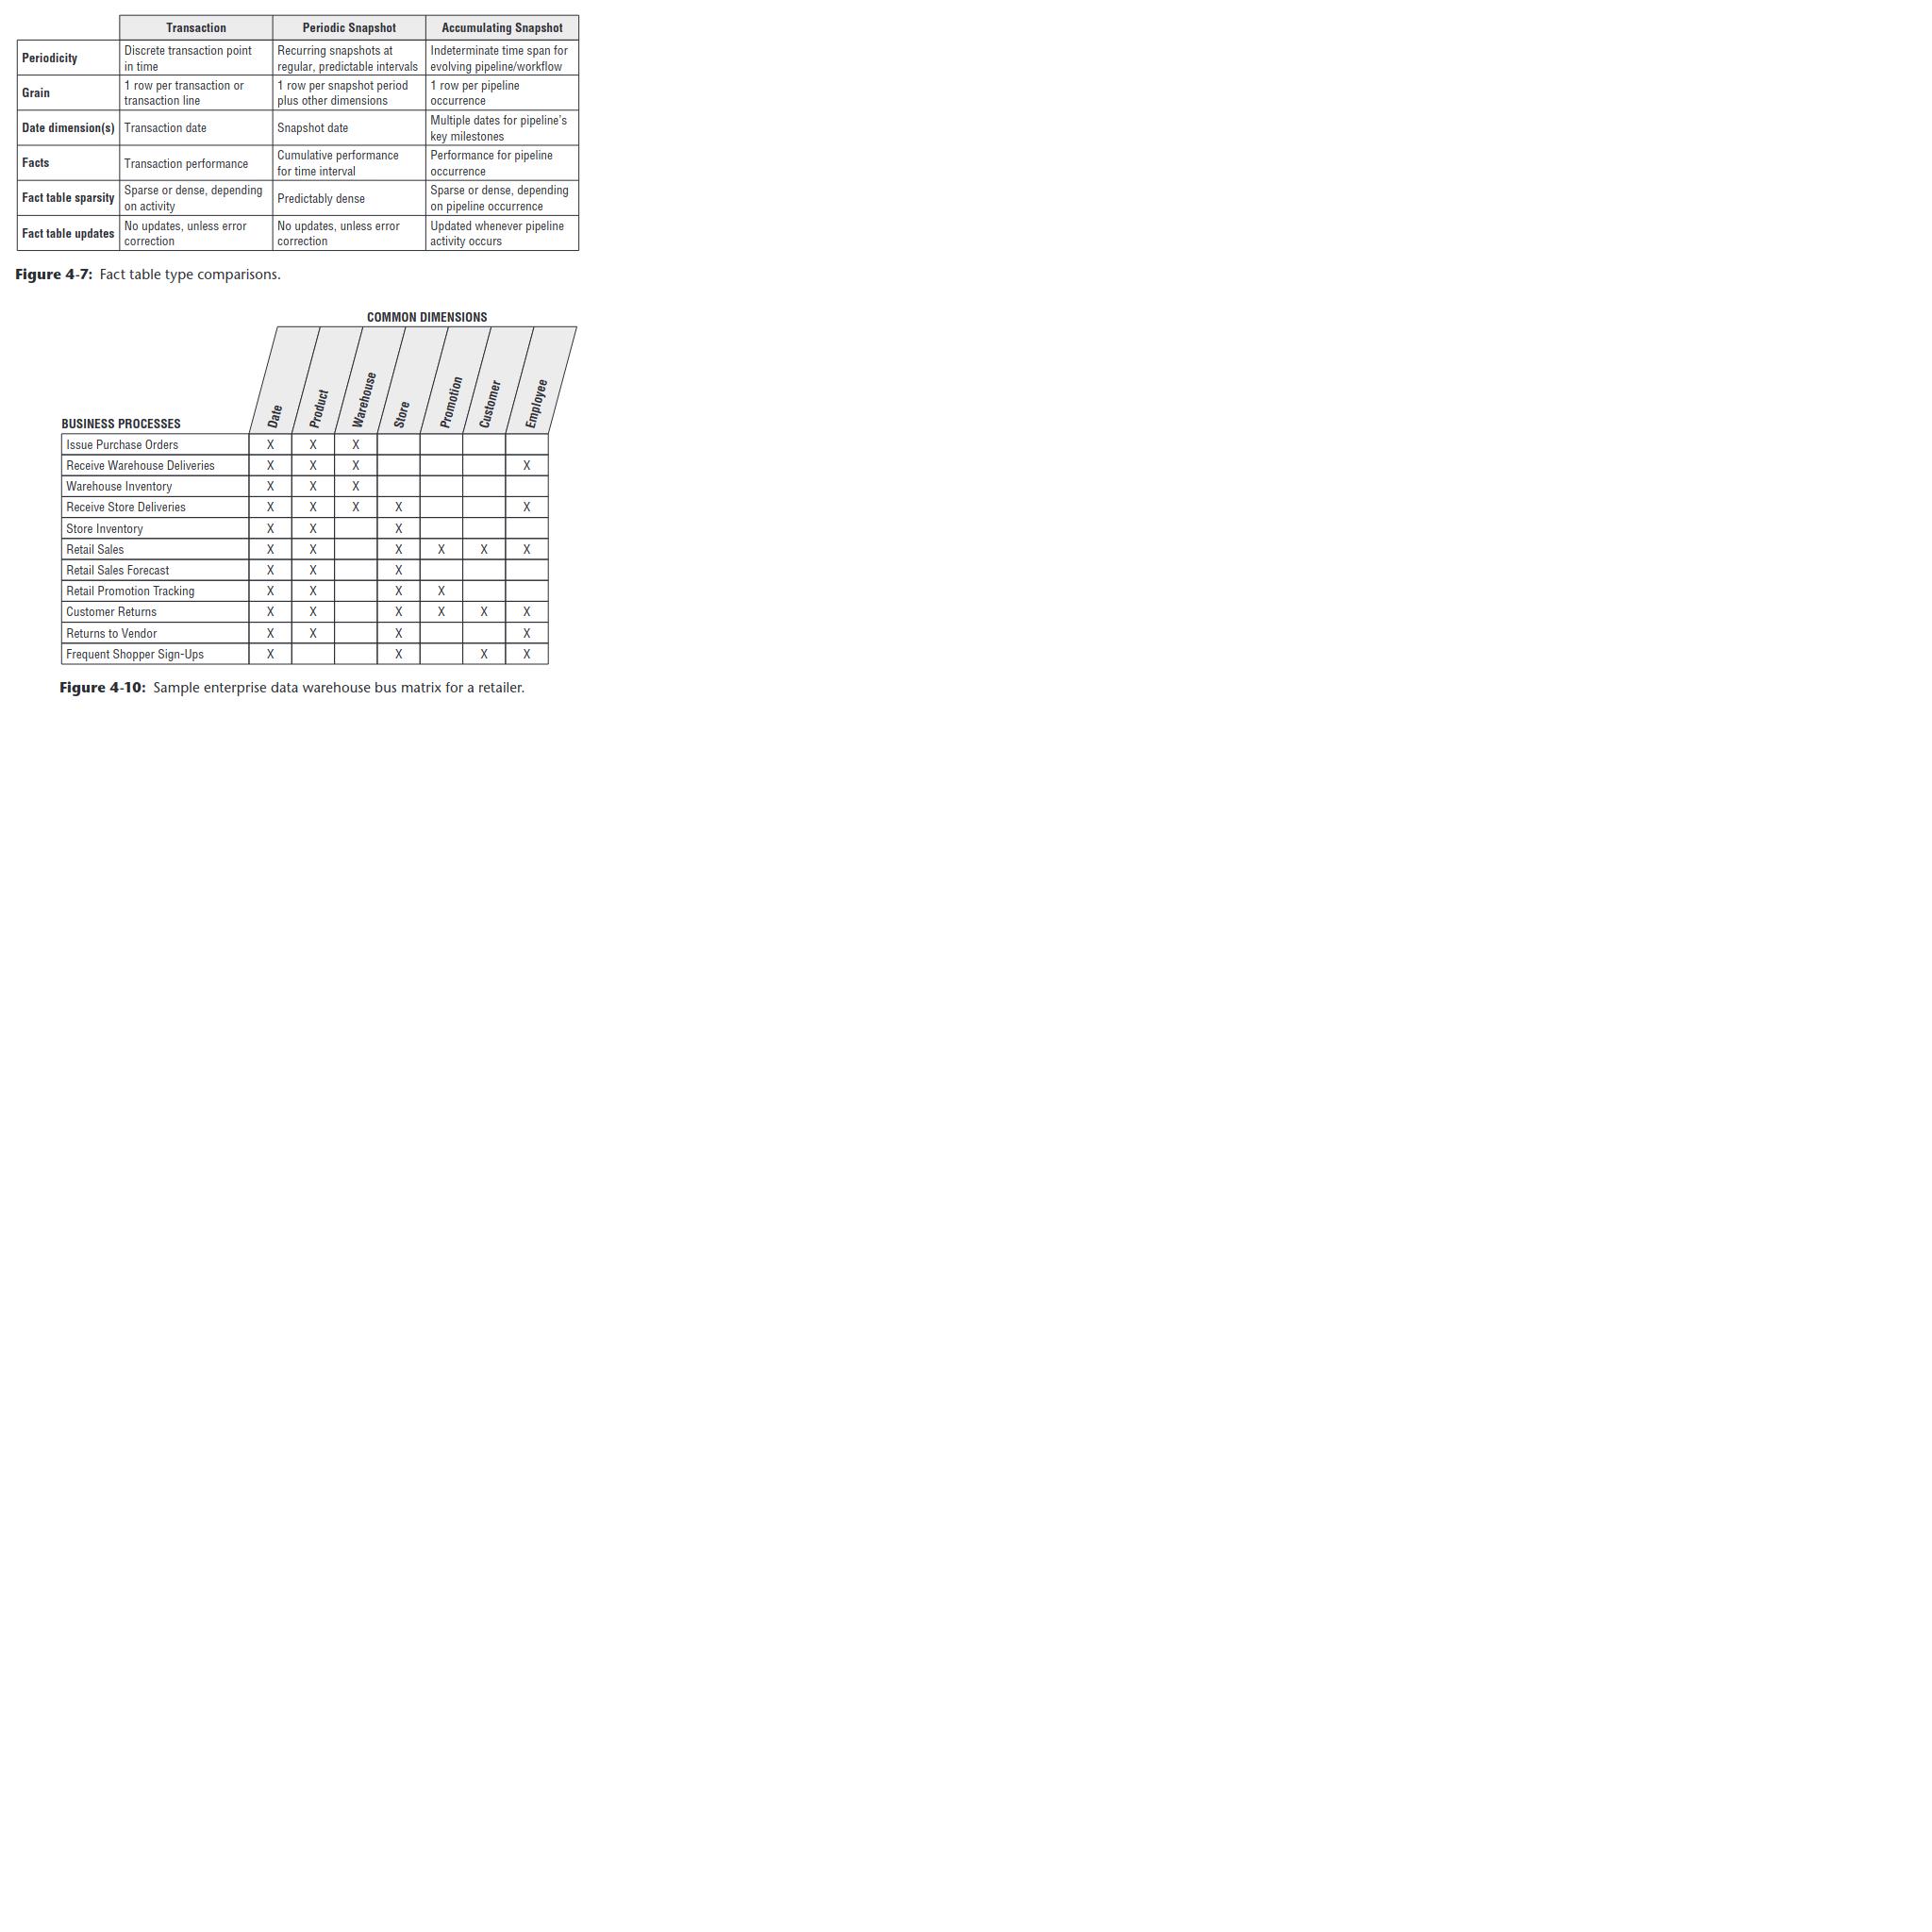 Transaction Periodic Snapshot Accumulating Snapshot
Periodicity Discrete transaction point in time Recurring snapshots at regular, predictable intervals Indeterminate time span for evolving pipeline/workflow
Grain 1 row per transaction or transaction line 1 row per snapshot period plus other dimensions 1 row per pipeline occurrence
Date dimension(s) Transaction date Snapshot date Multiple dates for pipeline's key milestones
Facts Transaction performance Cumulative performance for time interval Performance for pipeline occurrence
Fact table sparsity Sparse or dense, depending on activity Predictably dense Sparse or dense, depending on pipeline occurrence
Fact table updates No updates, unless error correction No updates, unless error correction Updated whenever pipeline activity occurs
Figure 4-7: Fact table type comparisons.
COMMON DIMENSIONS
BUSINESS PROCESSES Date Product Warehouse Store Promotion Customer Employee
Issue Purchase Orders X X X
Receive Warehouse Deliveries X X X X
Warehouse Inventory X X X
Receive Store Deliveries X X X X X
Store Inventory X X X
Retail Sales X X X X X X
Retail Sales Forecast X X X
Retail Promotion Tracking X X X X
Customer Returns X X X X X X
Returns to Vendor X X X X
Frequent Shopper Sign-Ups X X X X
Figure 4-10: Sample enterprise data warehouse bus matrix for a retailer.